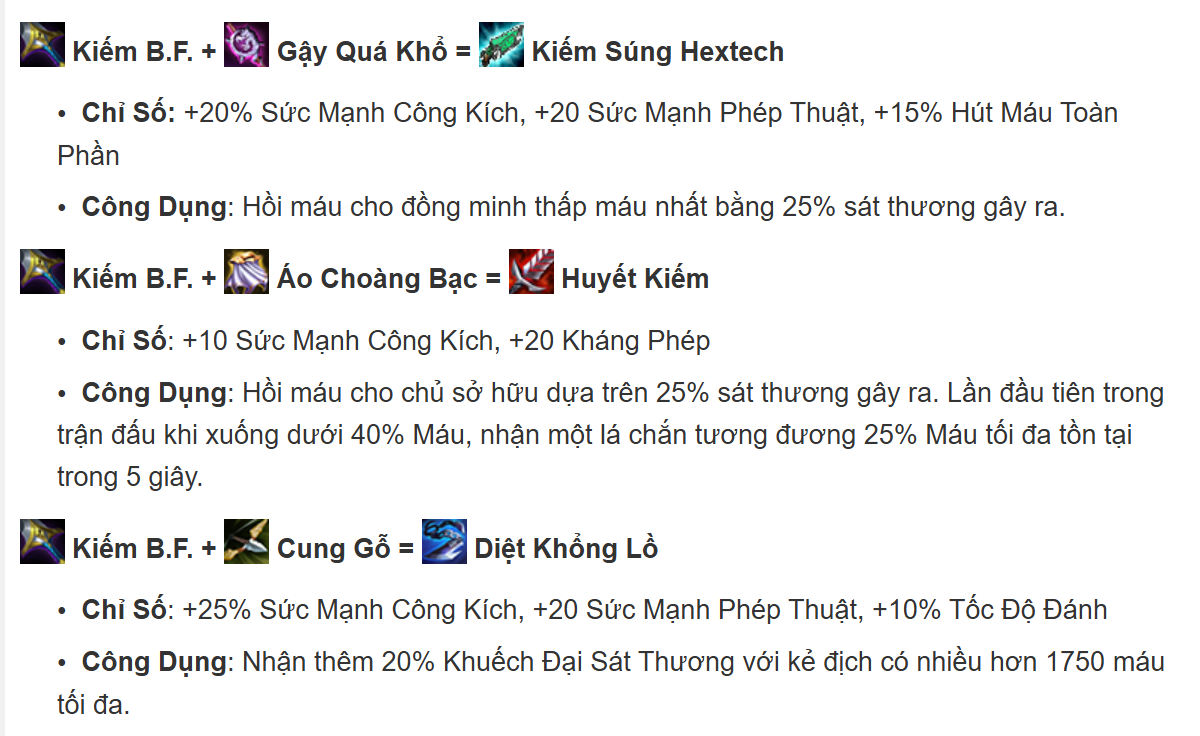 Kiếm B.F. + Gậy Quá Khổ = Kiếm Súng Hextech
• Chỉ Số: +20% Sức Mạnh Công Kích, +20 Sức Mạnh Phép Thuật, +15% Hút Máu Toàn
Phần
• Công Dụng: Hồi máu cho đồng minh thấp máu nhất bằng 25% sát thương gây ra.
Kiếm B.F. + Áo Choàng Bạc = Huyết Kiếm
• Chỉ Số: +10 Sức Mạnh Công Kích, +20 Kháng Phép
• Công Dụng: Hồi máu cho chủ sở hữu dựa trên 25% sát thương gây ra. Lần đầu tiên trong
trận đấu khi xuống dưới 40% Máu, nhận một lá chắn tương đương 25% Máu tối đa tồn tại
trong 5 giây.
Kiếm B.F. + Cung Gỗ = Diệt Khổng Lồ
• Chỉ Số: +25% Sức Mạnh Công Kích, +20 Sức Mạnh Phép Thuật, +10% Tốc Độ Đánh
• Công Dụng: Nhận thêm 20% Khuếch Đại Sát Thương với kẻ địch có nhiều hơn 1750 máu
tối đa.